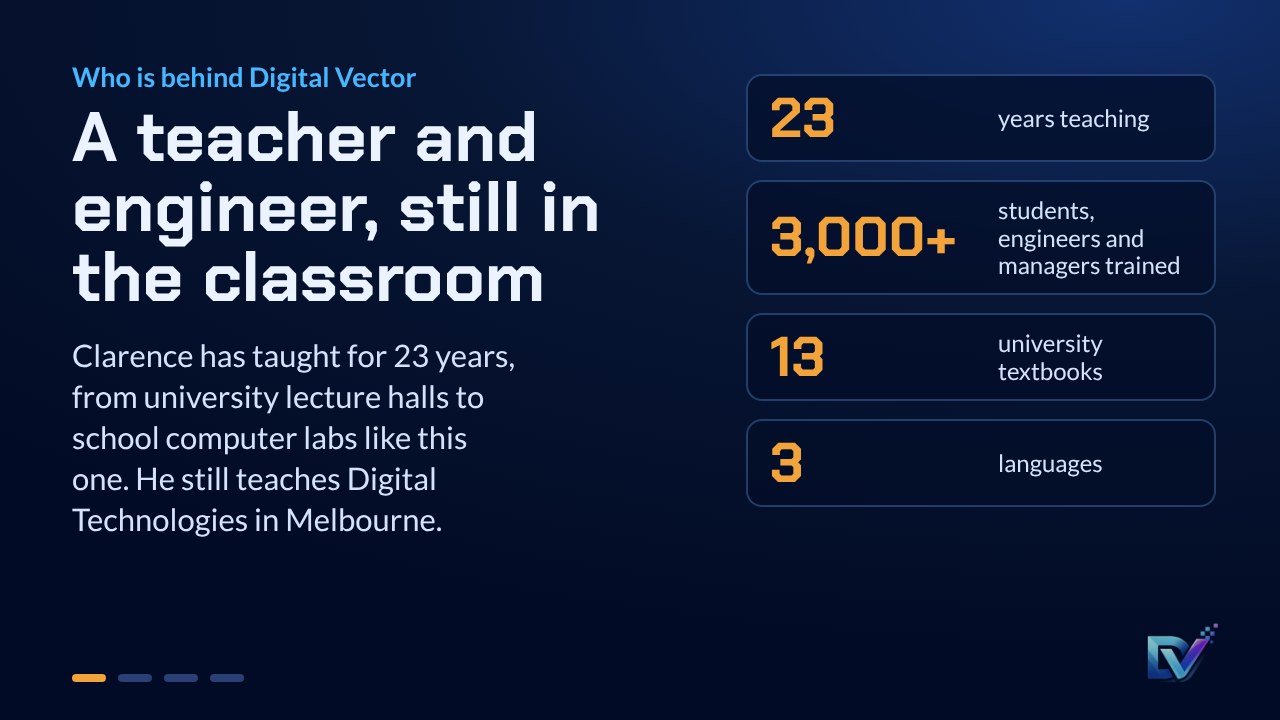 Who is behind Digital Vector
A teacher and
engineer, still in
the classroom
Clarence has taught for 23 years,
from university lecture halls to
school computer labs like this
one. He still teaches Digital
Technologies in Melbourne.
23
years teaching
3,000+
students,
engineers and
managers trained
13
university
textbooks
3
languages
DV